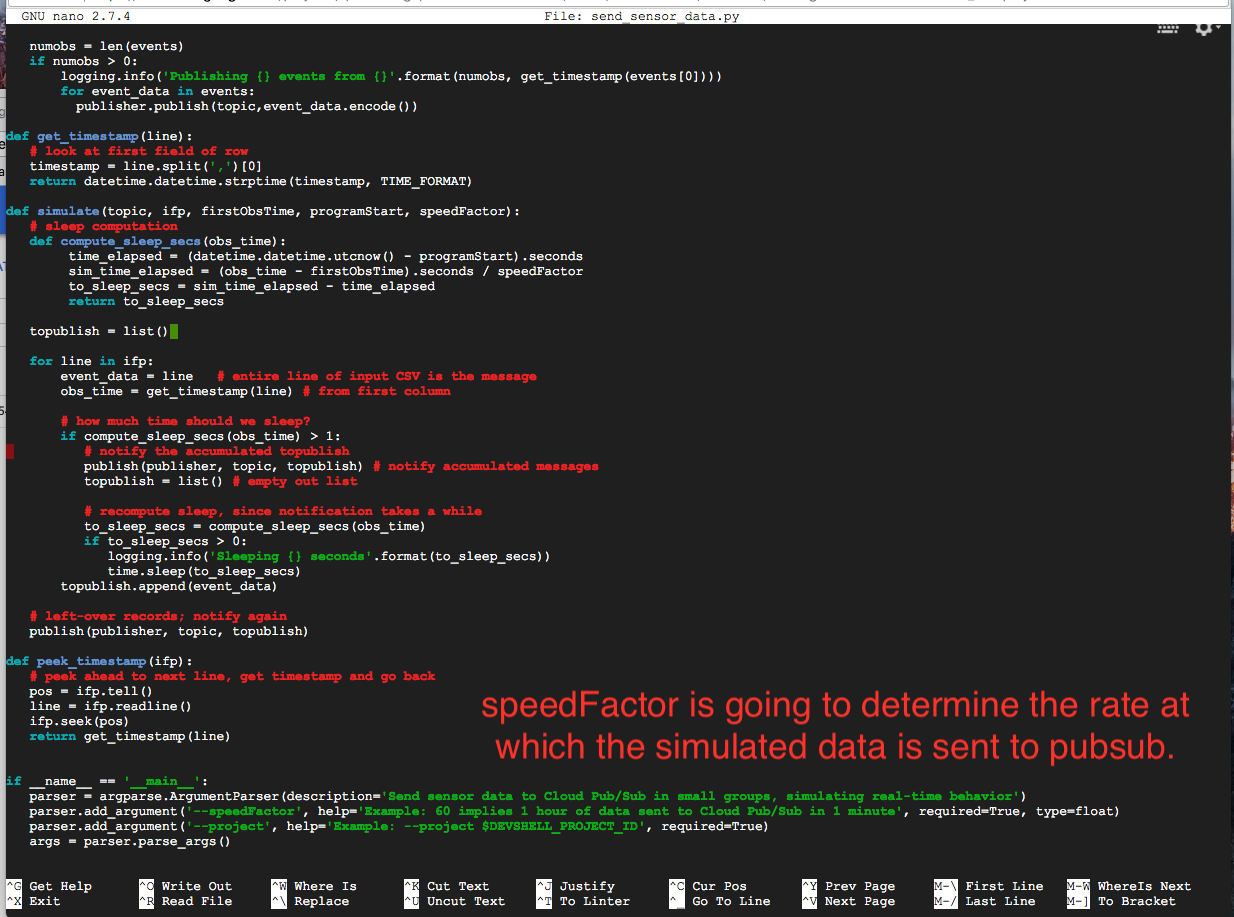 GNU nano 2.7.4 File: send_sensor_data.py
numobs = len(events)
if numobs > 0:
logging.info('Publishing {} events from {}'.format(numobs, get_timestamp(events[0])))
for event_data in events:
publisher.publish(topic,event_data.encode())
def get_timestamp(line):
# look at first field of row
timestamp = line.split(',')[0]
return datetime.datetime.strptime(timestamp, TIME_FORMAT)
def simulate(topic, ifp, firstObsTime, programStart, speedFactor):
# sleep computation
def compute_sleep_secs(obs_time):
time_elapsed = (datetime.datetime.utcnow() - programStart).seconds
sim_time_elapsed = (obs_time - firstObsTime).seconds / speedFactor
to_sleep_secs = sim_time_elapsed - time_elapsed
return to_sleep_secs
topublish = list()
for line in ifp:
event_data = line # entire line of input CSV is the message
obs_time = get_timestamp(line) # from first column
# how much time should we sleep?
if compute_sleep_secs(obs_time) > 1:
# notify the accumulated topublish
publish(publisher, topic, topublish) # notify accumulated messages
topublish = list() # empty out list
# recompute sleep, since notification takes a while
to_sleep_secs = compute_sleep_secs(obs_time)
if to_sleep_secs > 0:
logging.info('Sleeping {} seconds'.format(to_sleep_secs))
time.sleep(to_sleep_secs)
topublish.append(event_data)
# left-over records; notify again
publish(publisher, topic, topublish)
def peek_timestamp(ifp):
# peek ahead to next line, get timestamp and go back
pos = ifp.tell()
line = ifp.readline()
ifp.seek(pos)
return get_timestamp(line)
speedFactor is going to determine the rate at
which the simulated data is sent to pubsub.
if __name__ == '__main__':
parser = argparse.ArgumentParser(description='Send sensor data to Cloud Pub/Sub in small groups, simulating real-time behavior')
parser.add_argument('--speedFactor', help='Example: 60 implies 1 hour of data sent to Cloud Pub/Sub in 1 minute', required=True, type=float)
parser.add_argument('--project', help='Example: --project $DEVSHELL_PROJECT_ID', required=True)
args = parser.parse_args()
^G Get Help ^O Write Out ^W Where Is ^K Cut Text ^J Justify ^C Cur Pos ^Y Prev Page M-\ First Line M-W WhereIs Next
^X Exit ^R Read File ^\ Replace ^U Uncut Text ^T To Linter ^_ Go To Line ^V Next Page M-/ Last Line M-] To Bracket